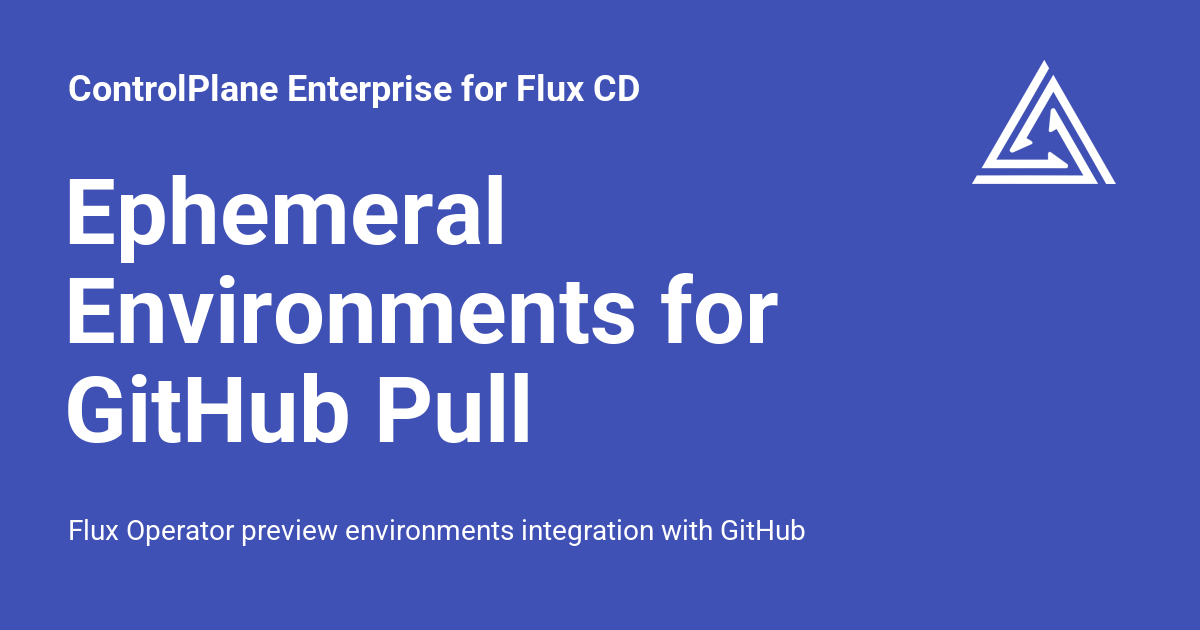 ControlPlane Enterprise for Flux CD
Ephemeral
Environments for
GitHub Pull
Flux Operator preview environments integration with GitHub